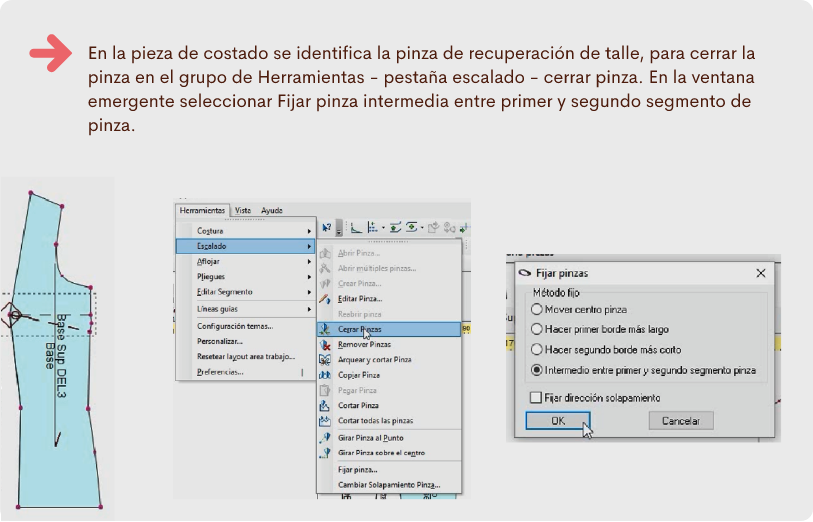 En la pieza de costado se identifica la pinza de recuperación de talle, para cerrar la
pinza en el grupo de Herramientas - pestaña escalado - cerrar pinza. En la ventana
emergente seleccionar Fijar pinza intermedia entre primer y segundo segmento de
pinza.
Base Sup DEL3
Base
Herramientas Vista Ayuda
Costura
Escalado
Aflojar
Pliegues
Editar Segmento
Líneas guías
Configuración temas...
Personalizar...
Resetear layout area trabajo...
Preferencias...
Abrir Pinza...
Abrir múltiples pinzas...
Crear Pinza...
Editar Pinza...
Reabrir pinza
Cerrar Pinzas
Remover Pinzas
Arquear y cortar Pinza
Copiar Pinza
Pegar Pinza
Cortar Pinza
Cortar todas las pinzas
Girar Pinza al Punto
Girar Pinza sobre el centro
Fijar pinza...
Cambiar Solapamiento Pinza...
90
Fijar pinzas
Método fijo
Mover centro pinza
Hacer primer borde más largo
Hacer segundo borde más corto
Intermedio entre primer y segundo segmento pinza
Fijar dirección solapamiento
OK Cancelar